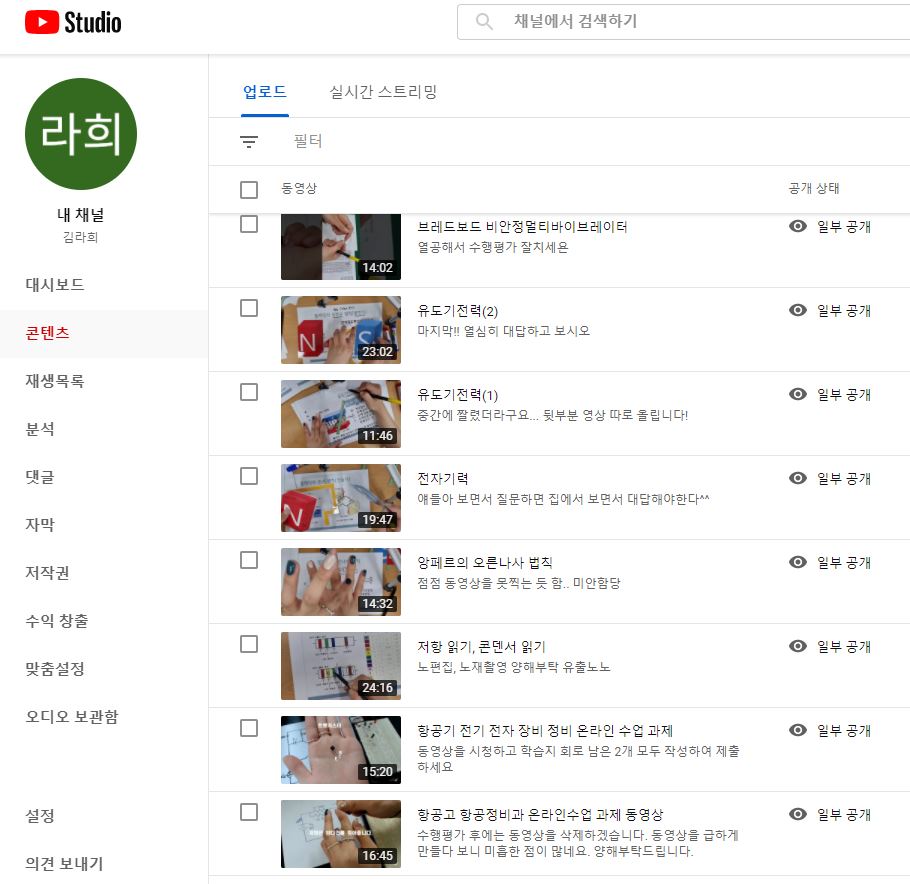 Studio
채널에서 검색하기
라희
내 채널
김라희
대시보드
콘텐츠
재생목록
분석
댓글
자막
저작권
수익 창출
맞춤설정
오디오 보관함
설정
의견 보내기
업로드
실시간 스트리밍
필터
동영상
공개 상태
14:02
브레드보드 비안정멀티바이브레이터
열공해서 수행평가 잘치세욘
일부 공개
N
S
23:02
유도기전력(2)
마지막!! 열심히 대답하고 보시오
일부 공개
11:46
유도기전력(1)
중간에 짤렸더라구요... 뒷부분 영상 따로 올립니다!
일부 공개
N
19:47
전자기력
얘들아 보면서 질문하면 집에서 보면서 대답해야한다^^
일부 공개
14:32
앙페르의 오른나사 법칙
점점 동영상을 못찍는 듯 함.. 미안함당
일부 공개
24:16
저항 읽기, 콘덴서 읽기
노편집, 노재촬영 양해부탁 유출노노
일부 공개
15:20
항공기 전기 전자 장비 정비 온라인 수업 과제
동영상을 시청하고 학습지 회로 남은 2개 모두 작성하여 제출
하세요
일부 공개
16:45
항공고 항공정비과 온라인수업 과제 동영상
수행평가 후에는 동영상을 삭제하겠습니다. 동영상을 급하게
만들다 보니 미흡한 점이 많네요. 양해부탁드립니다.
일부 공개